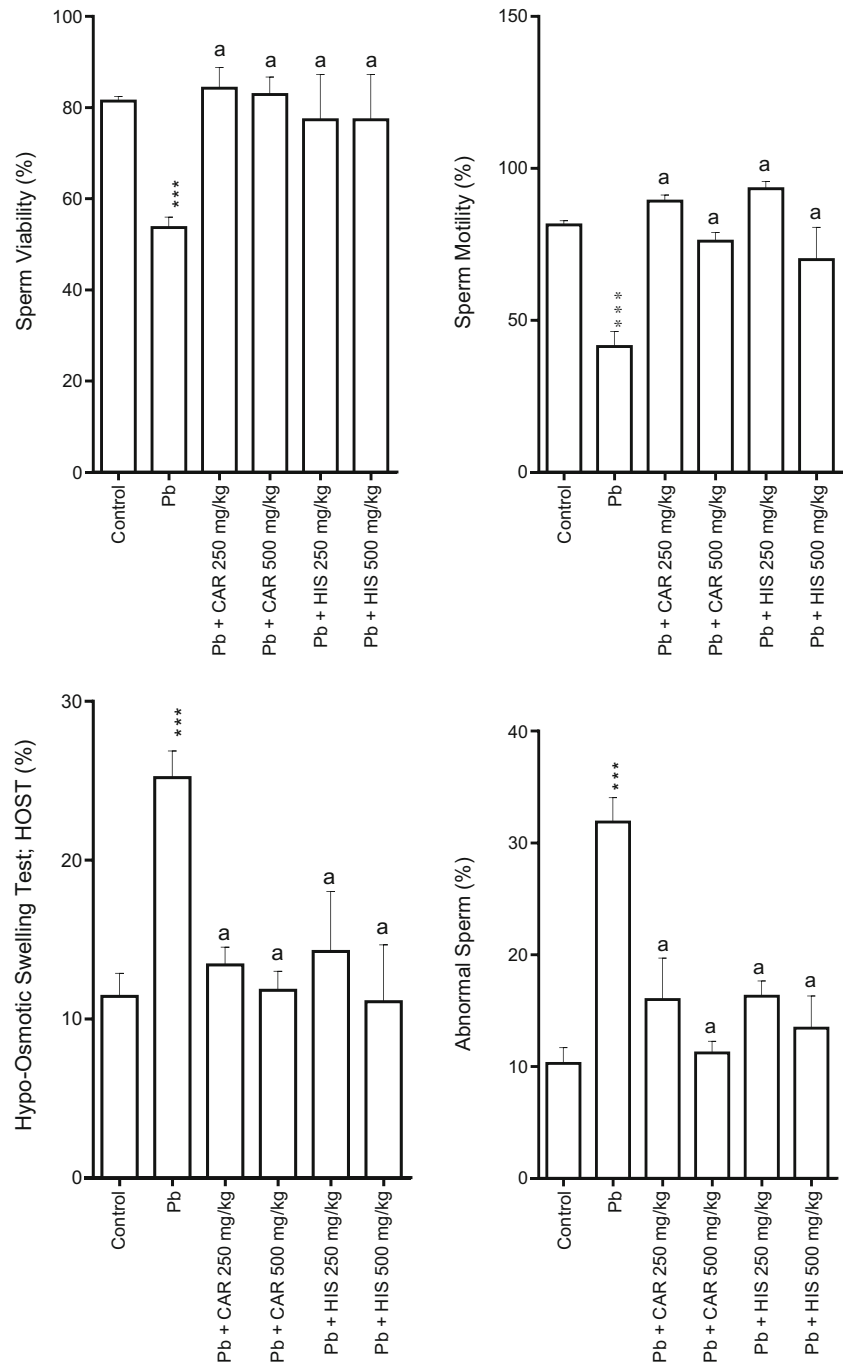 Sperm Viability (%)
100
80
60
40
20
0
a
a
a
a
***
Control
Pb
Pb + CAR 250 mg/kg
Pb + CAR 500 mg/kg
Pb + HIS 250 mg/kg
Pb + HIS 500 mg/kg
Sperm Motility (%)
150
100
50
0
a
a
a
a
***
Control
Pb
Pb + CAR 250 mg/kg
Pb + CAR 500 mg/kg
Pb + HIS 250 mg/kg
Pb + HIS 500 mg/kg
Hypo-Osmotic Swelling Test; HOST (%)
30
20
10
0
***
a
a
a
a
Control
Pb
Pb + CAR 250 mg/kg
Pb + CAR 500 mg/kg
Pb + HIS 250 mg/kg
Pb + HIS 500 mg/kg
Abnormal Sperm (%)
40
30
20
10
0
***
a
a
a
a
Control
Pb
Pb + CAR 250 mg/kg
Pb + CAR 500 mg/kg
Pb + HIS 250 mg/kg
Pb + HIS 500 mg/kg